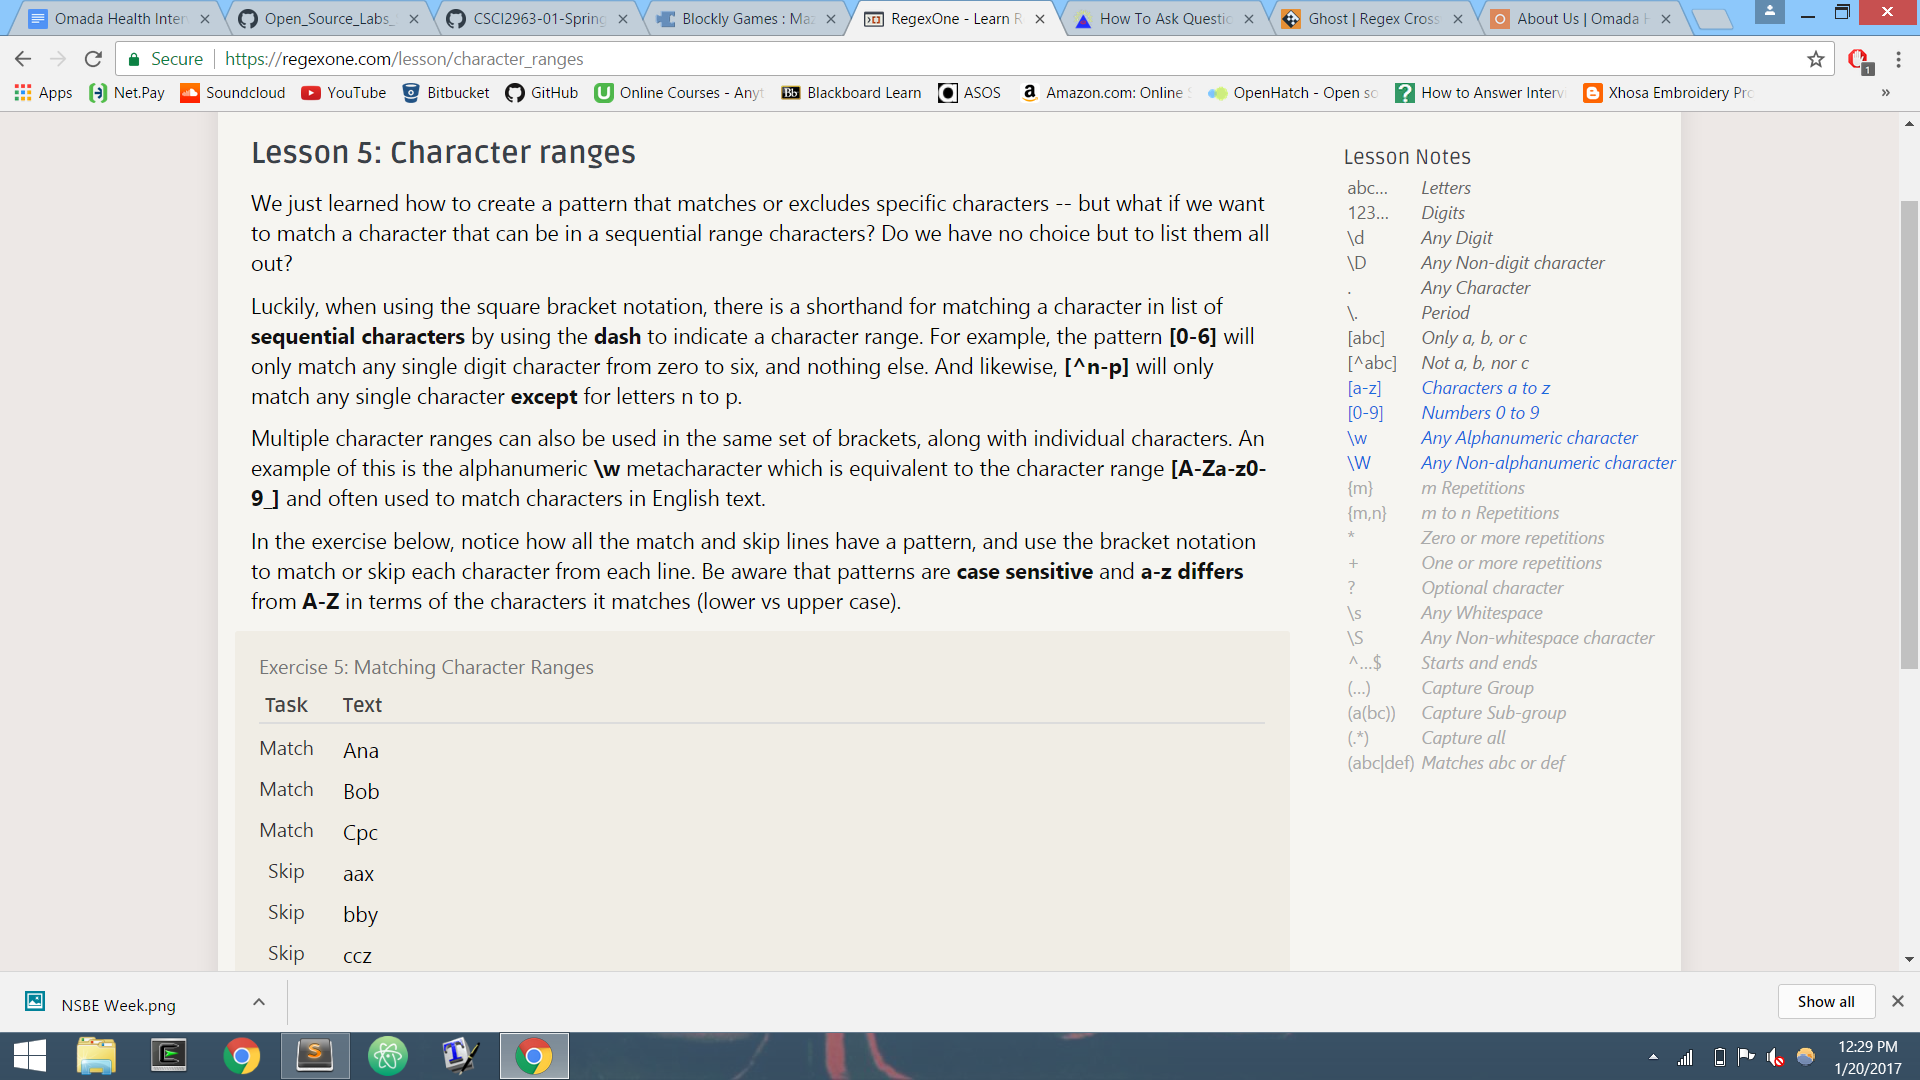 Omada Health Inter
Open_Source_Labs_
CSCI2963-01-Spring
Blockly Games : Maz
RegexOne - Learn R
How To Ask Questio
Ghost | Regex Cross
About Us | Omada H
Secure
https://regexone.com/lesson/character_ranges
1
Apps
Net.Pay
Soundcloud
YouTube
Bitbucket
GitHub
Online Courses - Anyt
Bb
Blackboard Learn
ASOS
Amazon.com: Online S
OpenHatch - Open so
How to Answer Interv
Xhosa Embroidery Pro
»
Lesson 5: Character ranges
We just learned how to create a pattern that matches or excludes specific characters -- but what if we want
to match a character that can be in a sequential range characters? Do we have no choice but to list them all
out?
Luckily, when using the square bracket notation, there is a shorthand for matching a character in list of
sequential characters by using the dash to indicate a character range. For example, the pattern [0-6] will
only match any single digit character from zero to six, and nothing else. And likewise, [^n-p] will only
match any single character except for letters n to p.
Multiple character ranges can also be used in the same set of brackets, along with individual characters. An
example of this is the alphanumeric \w metacharacter which is equivalent to the character range [A-Za-z0-
9_] and often used to match characters in English text.
In the exercise below, notice how all the match and skip lines have a pattern, and use the bracket notation
to match or skip each character from each line. Be aware that patterns are case sensitive and a-z differs
from A-Z in terms of the characters it matches (lower vs upper case).
Exercise 5: Matching Character Ranges
Task Text
Match Ana
Match Bob
Match Cpc
Skip aax
Skip bby
Skip ccz
Lesson Notes
abc... Letters
123... Digits
\d Any Digit
\D Any Non-digit character
. Any Character
\. Period
[abc] Only a, b, or c
[^abc] Not a, b, nor c
[a-z] Characters a to z
[0-9] Numbers 0 to 9
\w Any Alphanumeric character
\W Any Non-alphanumeric character
{m} m Repetitions
{m,n} m to n Repetitions
* Zero or more repetitions
+ One or more repetitions
? Optional character
\s Any Whitespace
\S Any Non-whitespace character
^...$ Starts and ends
(...) Capture Group
(a(bc)) Capture Sub-group
(.*) Capture all
(abc|def) Matches abc or def
NSBE Week.png
Show all
12:29 PM
1/20/2017